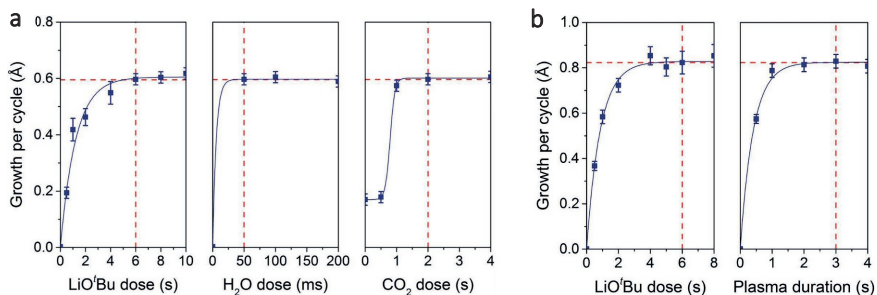 a
Growth per cycle (Å)
0.8
0.6
0.4
0.2
0.0
0 2 4 6 8 10
LiOᵗBu dose (s)
0 50 100 150 200
H₂O dose (ms)
0 1 2 3 4
CO₂ dose (s)
b
Growth per cycle (Å)
1.0
0.8
0.6
0.4
0.2
0.0
0 2 4 6 8
LiOᵗBu dose (s)
0 1 2 3 4
Plasma duration (s)